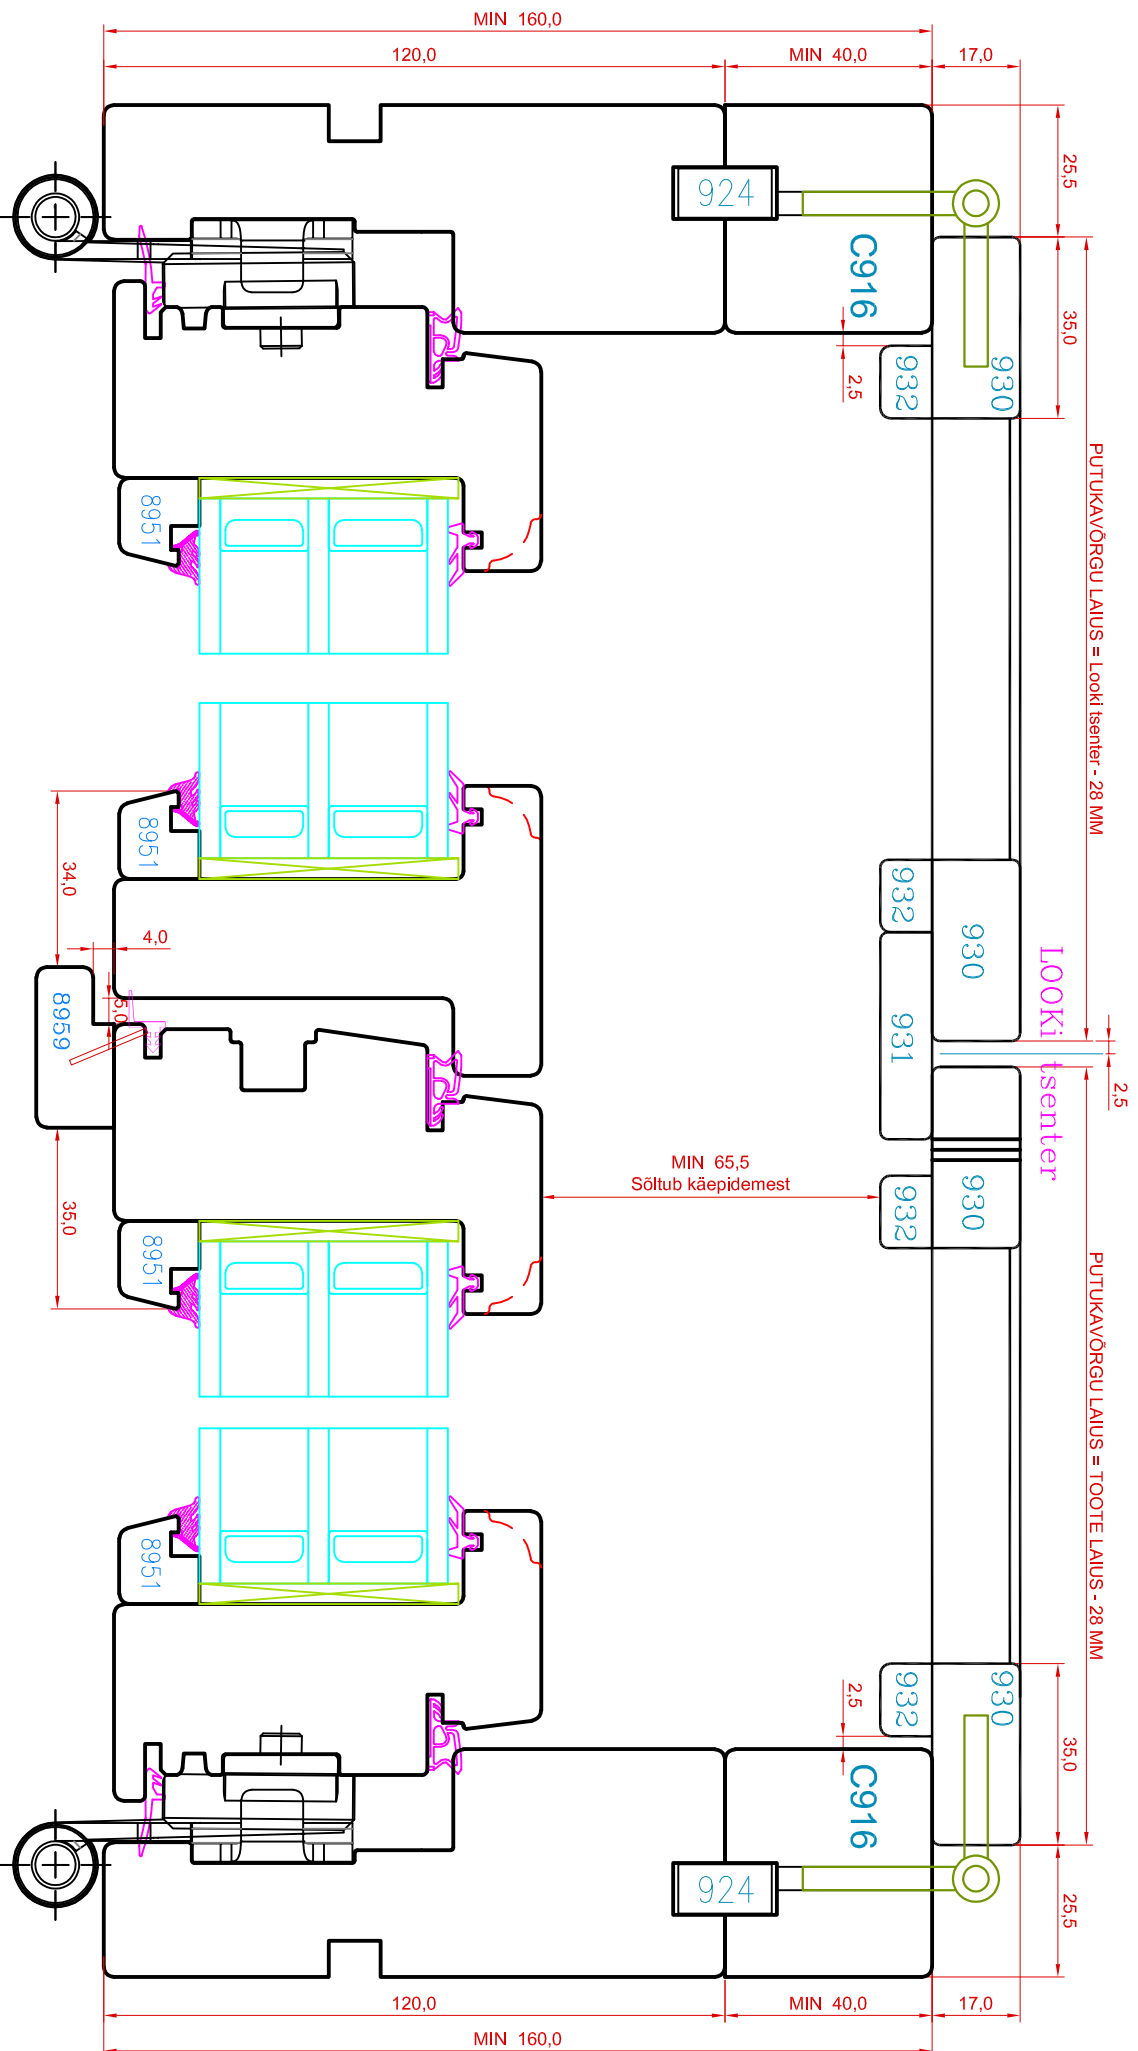 MIN 160,0
120,0
MIN 40,0
17,0
25,5
924
C916
35,0
2,5
932
930
PUTUKAVÕRGU LAIUS = Looki tsenter - 28 MM
8951
8951
34,0
4,0
5,0
8959
35,0
8951
932
930
931
LOOKi tsenter
2,5
MIN 65,5
Sõltub käepidemest
932
930
PUTUKAVÕRGU LAIUS = TOOTE LAIUS - 28 MM
8951
932
930
2,5
35,0
C916
924
25,5
120,0
MIN 40,0
17,0
MIN 160,0